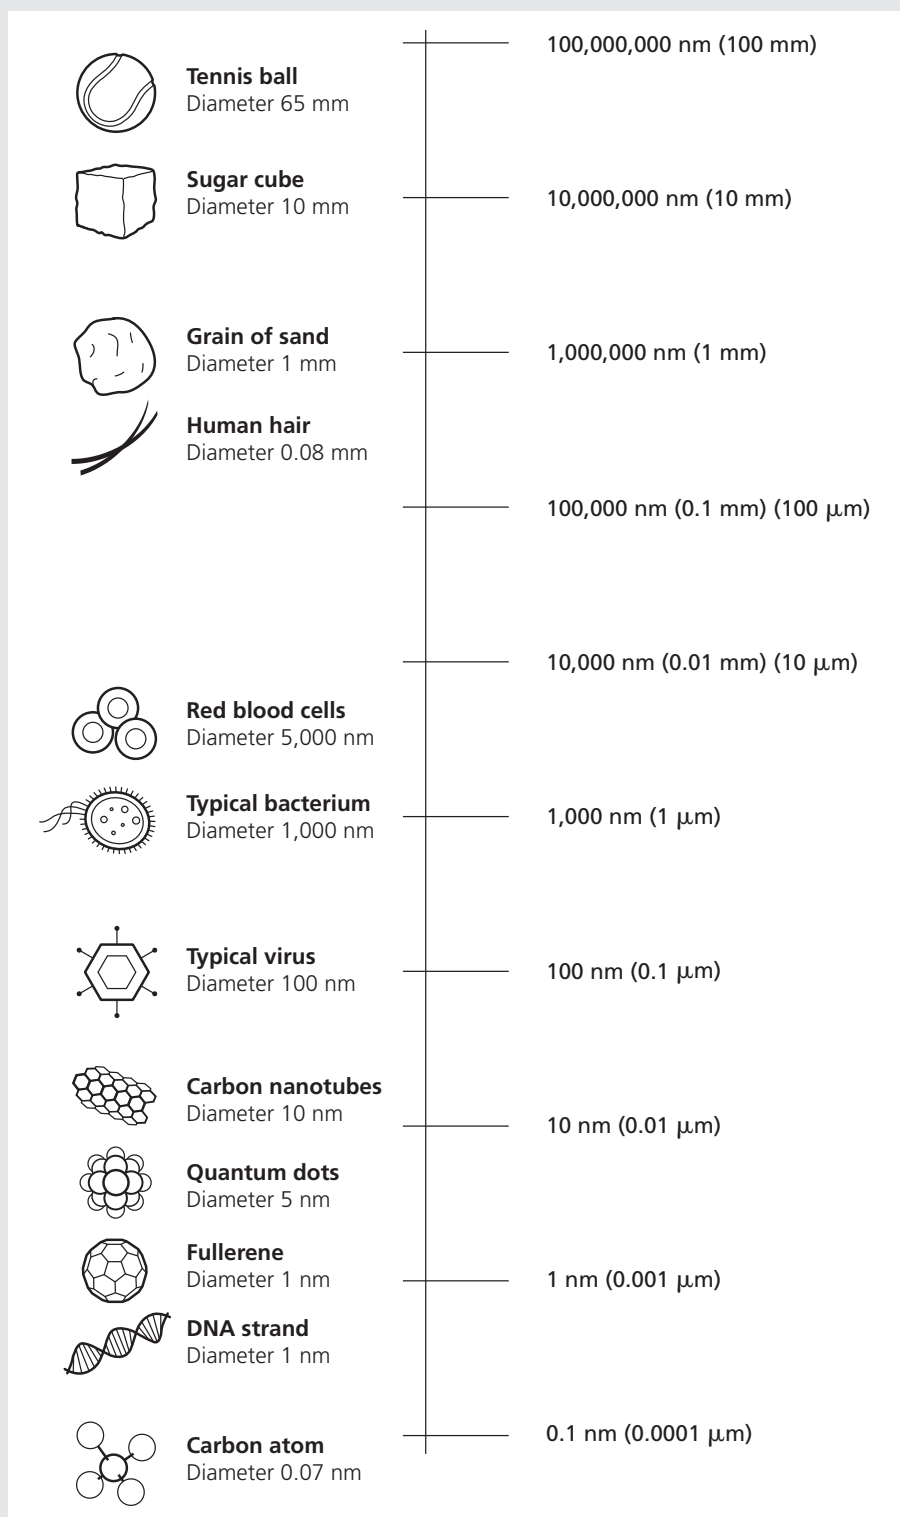 100,000,000 nm (100 mm)
Tennis ball
Diameter 65 mm
Sugar cube
Diameter 10 mm
10,000,000 nm (10 mm)
Grain of sand
Diameter 1 mm
1,000,000 nm (1 mm)
Human hair
Diameter 0.08 mm
100,000 nm (0.1 mm) (100 μm)
10,000 nm (0.01 mm) (10 μm)
Red blood cells
Diameter 5,000 nm
Typical bacterium
Diameter 1,000 nm
1,000 nm (1 μm)
Typical virus
Diameter 100 nm
100 nm (0.1 μm)
Carbon nanotubes
Diameter 10 nm
10 nm (0.01 μm)
Quantum dots
Diameter 5 nm
Fullerene
Diameter 1 nm
1 nm (0.001 μm)
DNA strand
Diameter 1 nm
0.1 nm (0.0001 μm)
Carbon atom
Diameter 0.07 nm